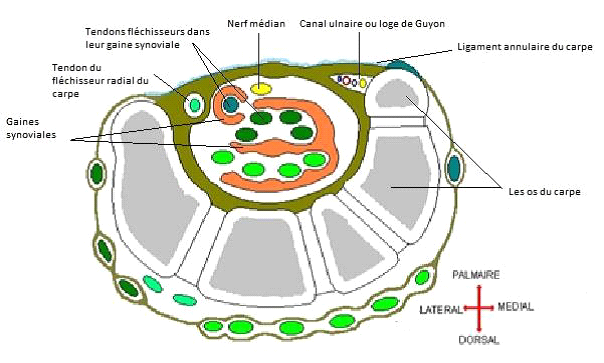 Tendons fléchisseurs dans
leur gaine synoviale
Nerf médian
Canal ulnaire ou loge de Guyon
Ligament annulaire du carpe
Tendon du
fléchisseur radial du
carpe
Gaines
synoviales
Les os du carpe
PALMAIRE
LATERAL
MEDIAL
DORSAL